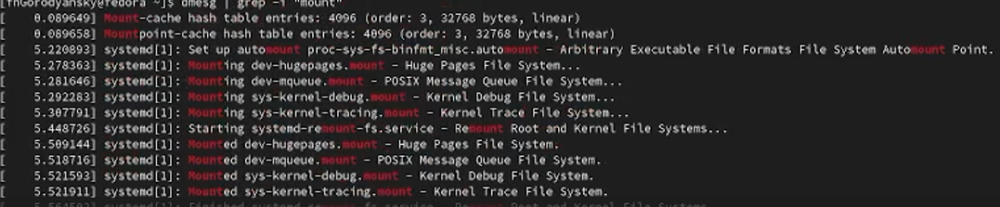 [fnGorodyansky@fedora ~]$ dmesg | grep -i "mount"
[    0.089649] Mount-cache hash table entries: 4096 (order: 3, 32768 bytes, linear)
[    0.089658] Mountpoint-cache hash table entries: 4096 (order: 3, 32768 bytes, linear)
[    5.220893] systemd[1]: Set up automount proc-sys-fs-binfmt_misc.automount - Arbitrary Executable File Formats File System Automount Point.
[    5.278363] systemd[1]: Mounting dev-hugepages.mount - Huge Pages File System...
[    5.281646] systemd[1]: Mounting dev-mqueue.mount - POSIX Message Queue File System...
[    5.292283] systemd[1]: Mounting sys-kernel-debug.mount - Kernel Debug File System...
[    5.307791] systemd[1]: Mounting sys-kernel-tracing.mount - Kernel Trace File System...
[    5.448726] systemd[1]: Starting systemd-remount-fs.service - Remount Root and Kernel File Systems...
[    5.509144] systemd[1]: Mounted dev-hugepages.mount - Huge Pages File System.
[    5.518716] systemd[1]: Mounted dev-mqueue.mount - POSIX Message Queue File System.
[    5.521593] systemd[1]: Mounted sys-kernel-debug.mount - Kernel Debug File System.
[    5.521911] systemd[1]: Mounted sys-kernel-tracing.mount - Kernel Trace File System.